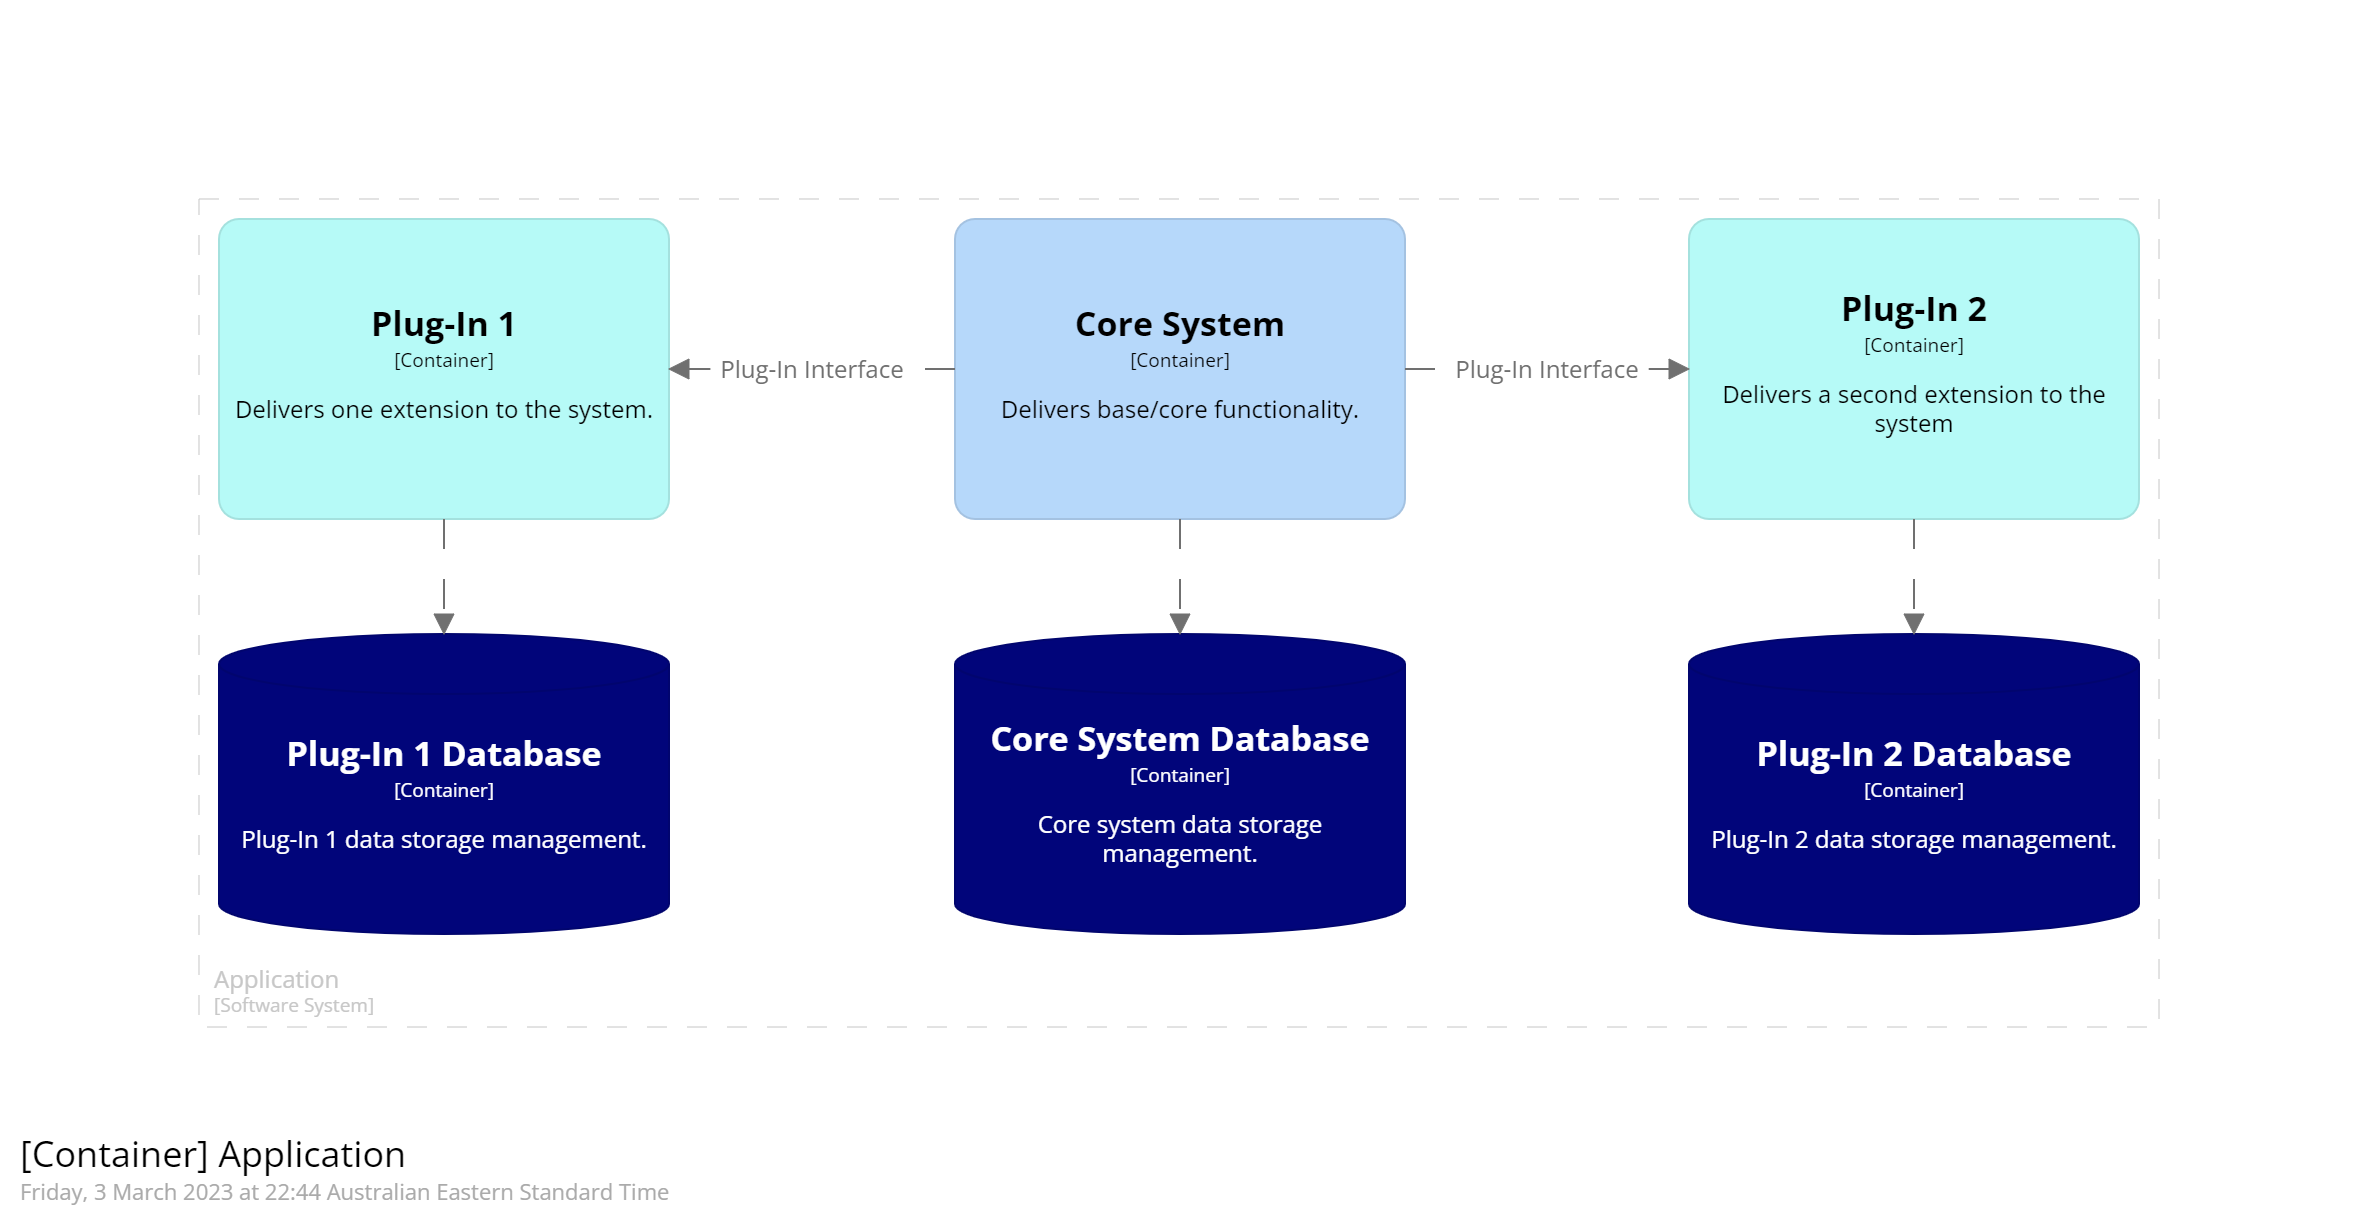 Plug-In 1
[Container]
Delivers one extension to the system.
Plug-In Interface
Core System
[Container]
Delivers base/core functionality.
Plug-In Interface
Plug-In 2
[Container]
Delivers a second extension to the
system
Plug-In 1 Database
[Container]
Plug-In 1 data storage management.
Core System Database
[Container]
Core system data storage
management.
Plug-In 2 Database
[Container]
Plug-In 2 data storage management.
Application
[Software System]
[Container] Application
Friday, 3 March 2023 at 22:44 Australian Eastern Standard Time